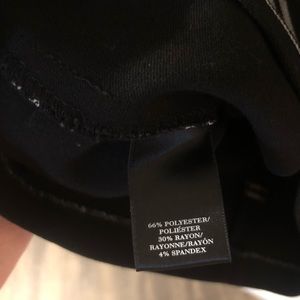 66% POLYESTER/
POLIÉSTER
30% RAYON/
RAYONNE/RAYÓN
4% SPANDEX